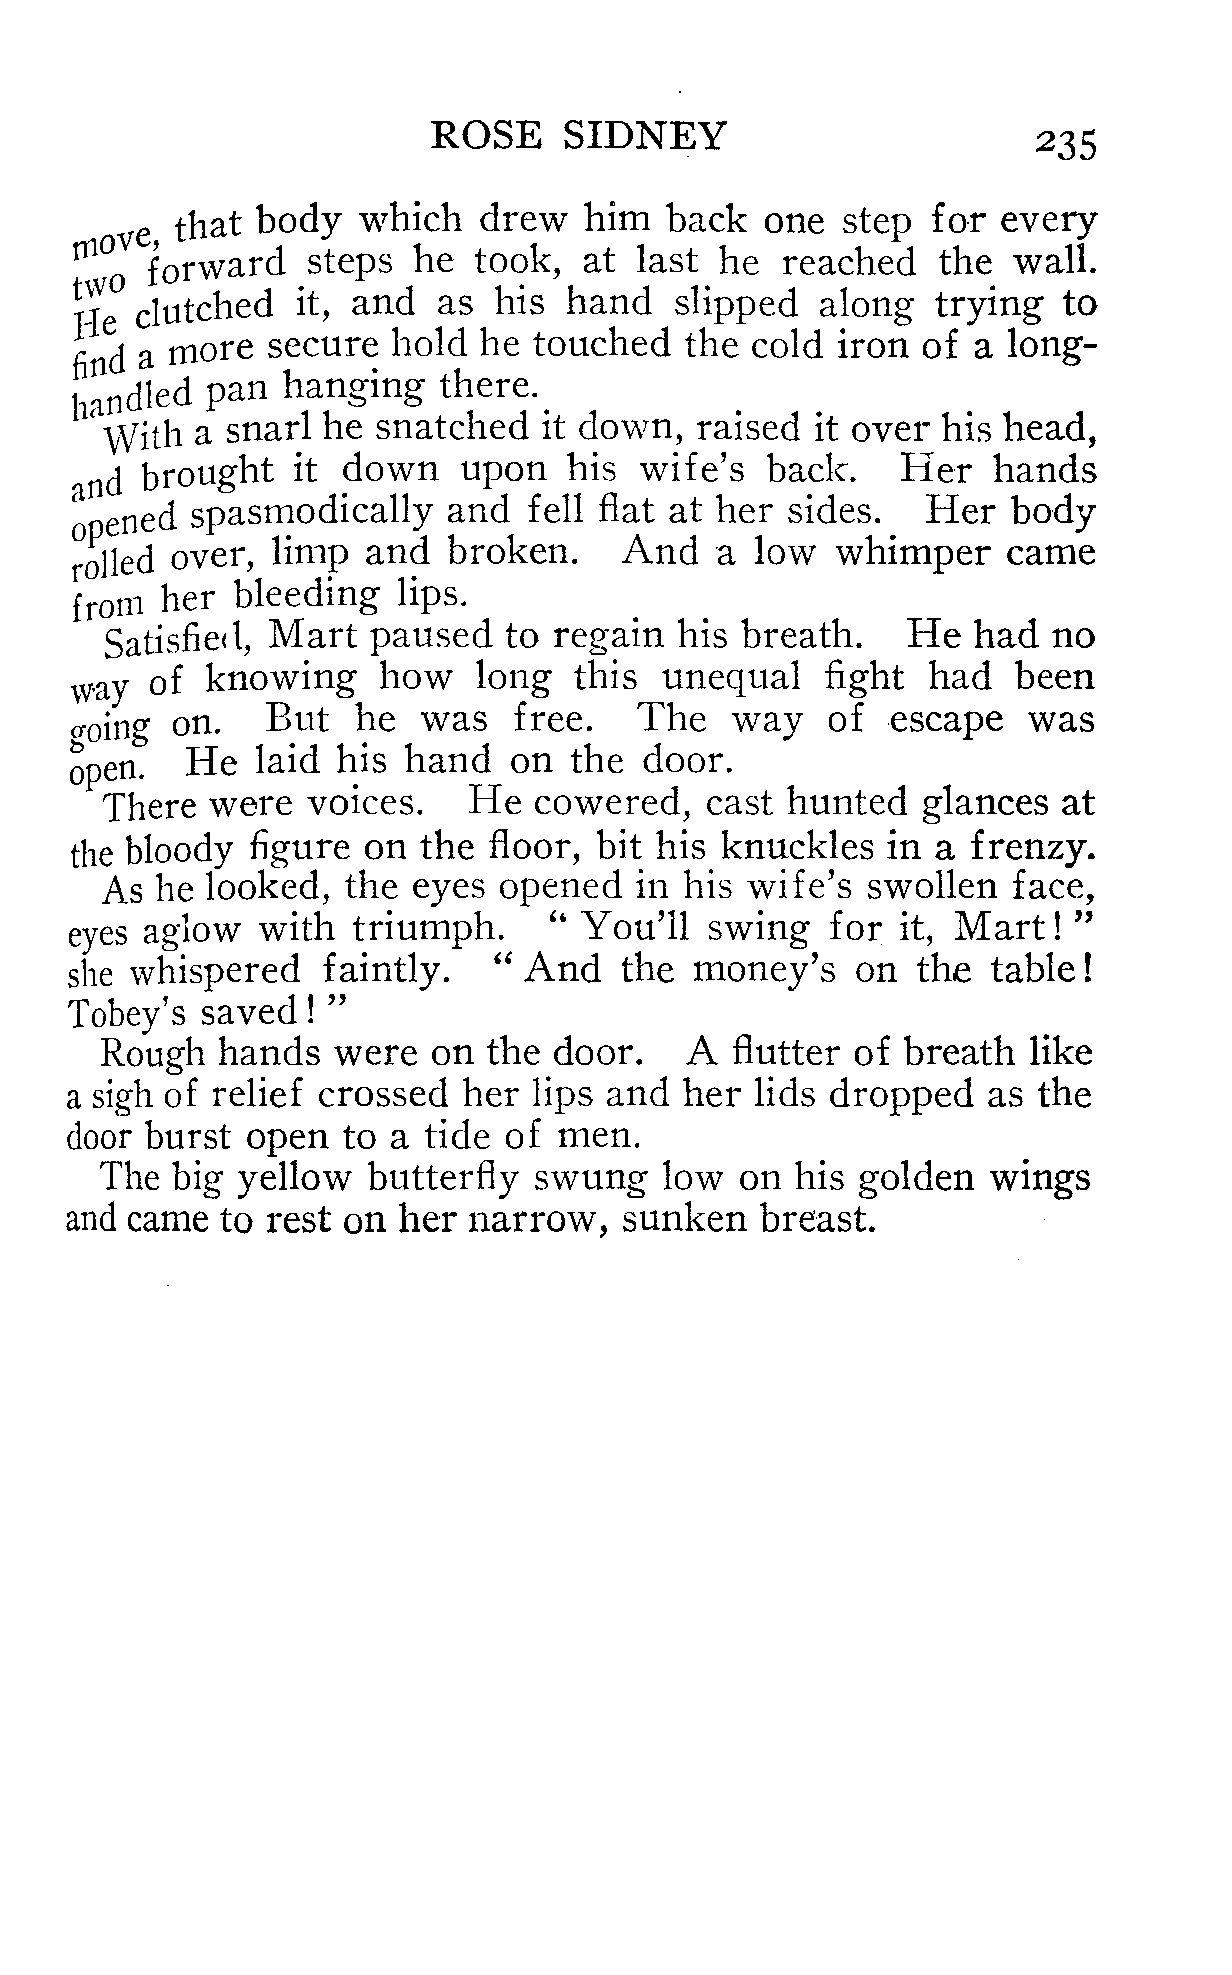 ROSE SIDNEY 235
move, that body which drew him back one step for every
two forward steps he took, at last he reached the wall.
He clutched it, and as his hand slipped along trying to
find a more secure hold he touched the cold iron of a long-
handled pan hanging there.
With a snarl he snatched it down, raised it over his head,
and brought it down upon his wife's back. Her hands
opened spasmodically and fell flat at her sides. Her body
rolled over, limp and broken. And a low whimper came
from her bleeding lips.
Satisfied, Mart paused to regain his breath. He had no
way of knowing how long this unequal fight had been
going on. But he was free. The way of escape was
open. He laid his hand on the door.
There were voices. He cowered, cast hunted glances at
the bloody figure on the floor, bit his knuckles in a frenzy.
As he looked, the eyes opened in his wife's swollen face,
eyes aglow with triumph. “ You'll swing for it, Mart! ”
she whispered faintly. “ And the money's on the table!
Tobey's saved! ”
Rough hands were on the door. A flutter of breath like
a sigh of relief crossed her lips and her lids dropped as the
door burst open to a tide of men.
The big yellow butterfly swung low on his golden wings
and came to rest on her narrow, sunken breast.